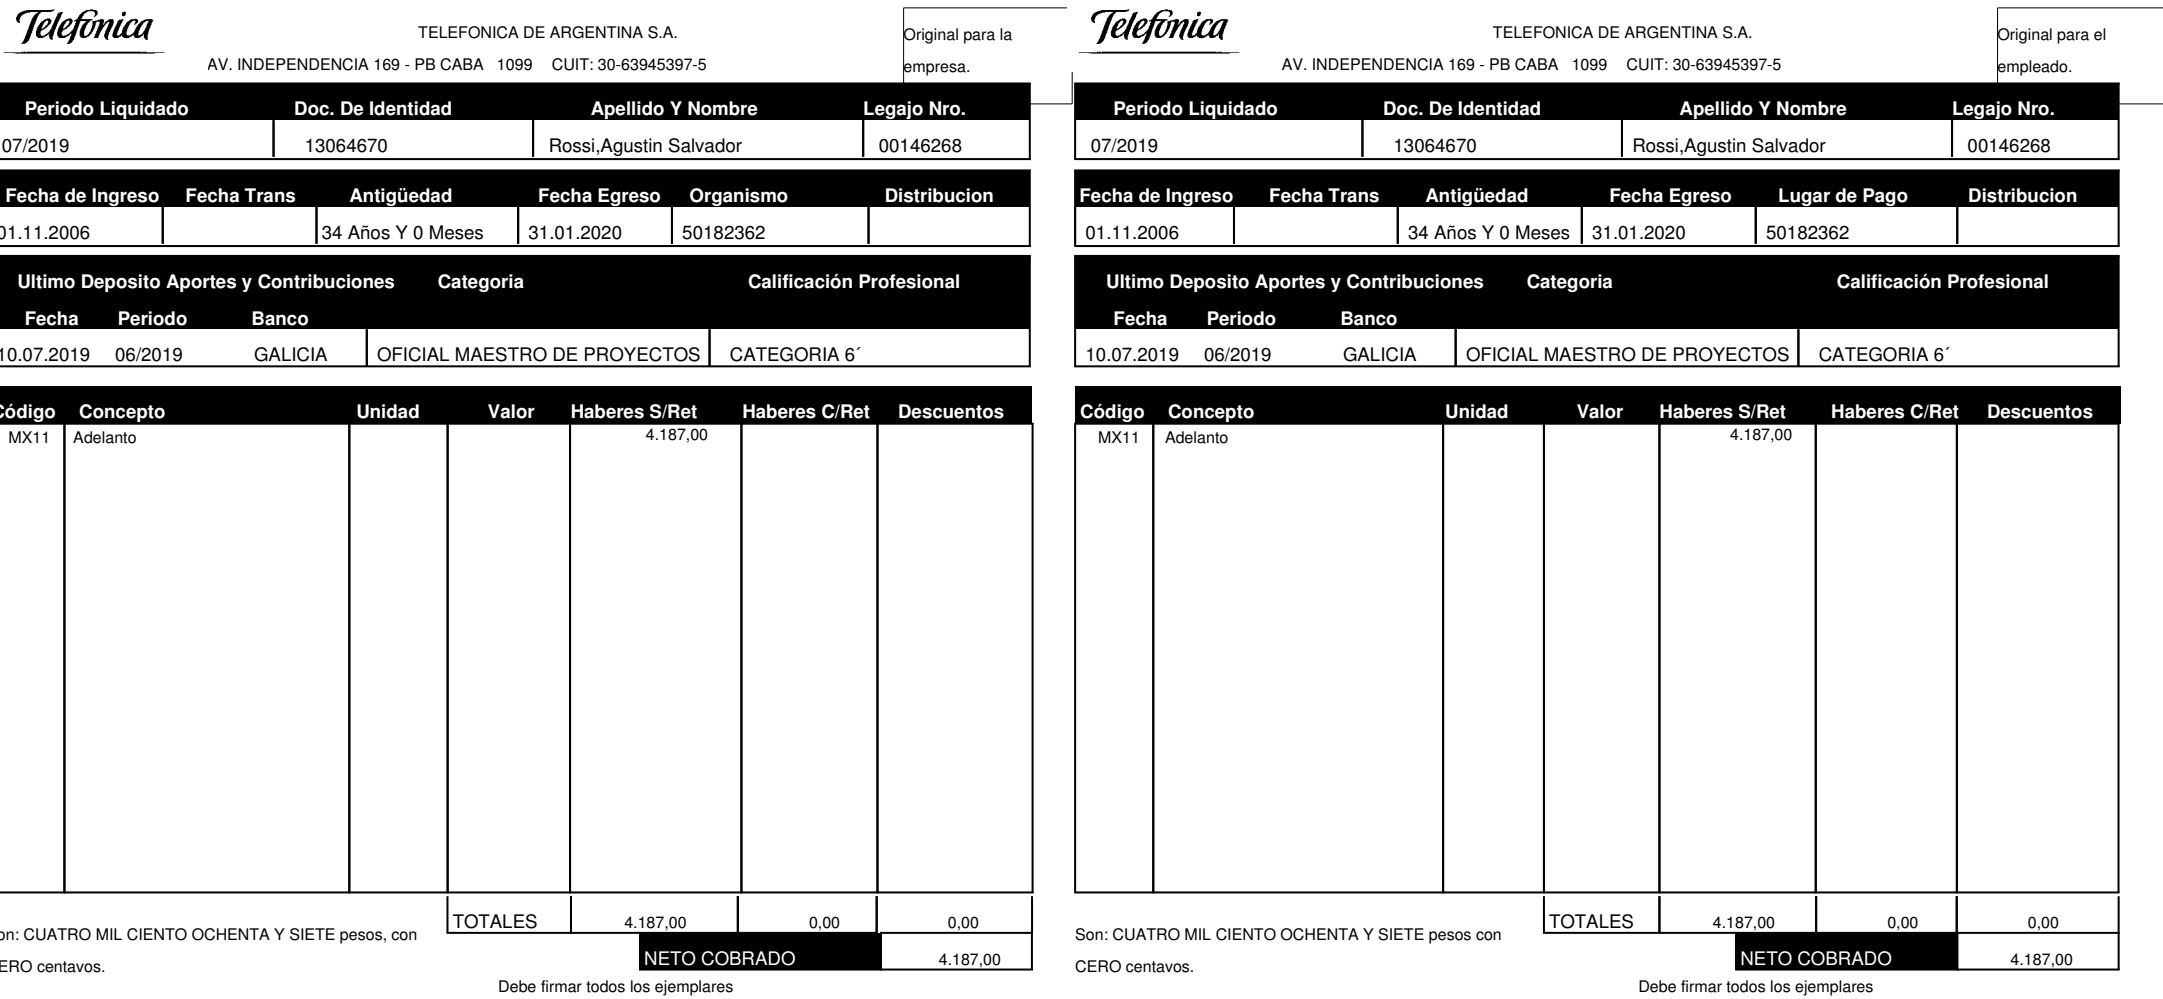 Telefónica
TELEFONICA DE ARGENTINA S.A.
Original para la
AV. INDEPENDENCIA 169 - PB CABA 1099 CUIT: 30-63945397-5
empresa.
Periodo Liquidado Doc. De Identidad Apellido Y Nombre Legajo Nro.
07/2019 13064670 Rossi,Agustin Salvador 00146268
Fecha de Ingreso Fecha Trans Antigüedad Fecha Egreso Organismo Distribucion
01.11.2006 34 Años Y 0 Meses 31.01.2020 50182362
Ultimo Deposito Aportes y Contribuciones Categoria Calificación Profesional
Fecha Periodo Banco
10.07.2019 06/2019 GALICIA OFICIAL MAESTRO DE PROYECTOS CATEGORIA 6´
Código Concepto Unidad Valor Haberes S/Ret Haberes C/Ret Descuentos
MX11 Adelanto 4.187,00
TOTALES 4.187,00 0,00 0,00
on: CUATRO MIL CIENTO OCHENTA Y SIETE pesos, con
NETO COBRADO 4.187,00
ERO centavos.
Debe firmar todos los ejemplares
Telefónica
TELEFONICA DE ARGENTINA S.A.
Original para el
AV. INDEPENDENCIA 169 - PB CABA 1099 CUIT: 30-63945397-5
empleado.
Periodo Liquidado Doc. De Identidad Apellido Y Nombre Legajo Nro.
07/2019 13064670 Rossi,Agustin Salvador 00146268
Fecha de Ingreso Fecha Trans Antigüedad Fecha Egreso Lugar de Pago Distribucion
01.11.2006 34 Años Y 0 Meses 31.01.2020 50182362
Ultimo Deposito Aportes y Contribuciones Categoria Calificación Profesional
Fecha Periodo Banco
10.07.2019 06/2019 GALICIA OFICIAL MAESTRO DE PROYECTOS CATEGORIA 6´
Código Concepto Unidad Valor Haberes S/Ret Haberes C/Ret Descuentos
MX11 Adelanto 4.187,00
TOTALES 4.187,00 0,00 0,00
Son: CUATRO MIL CIENTO OCHENTA Y SIETE pesos con
NETO COBRADO 4.187,00
CERO centavos.
Debe firmar todos los ejemplares